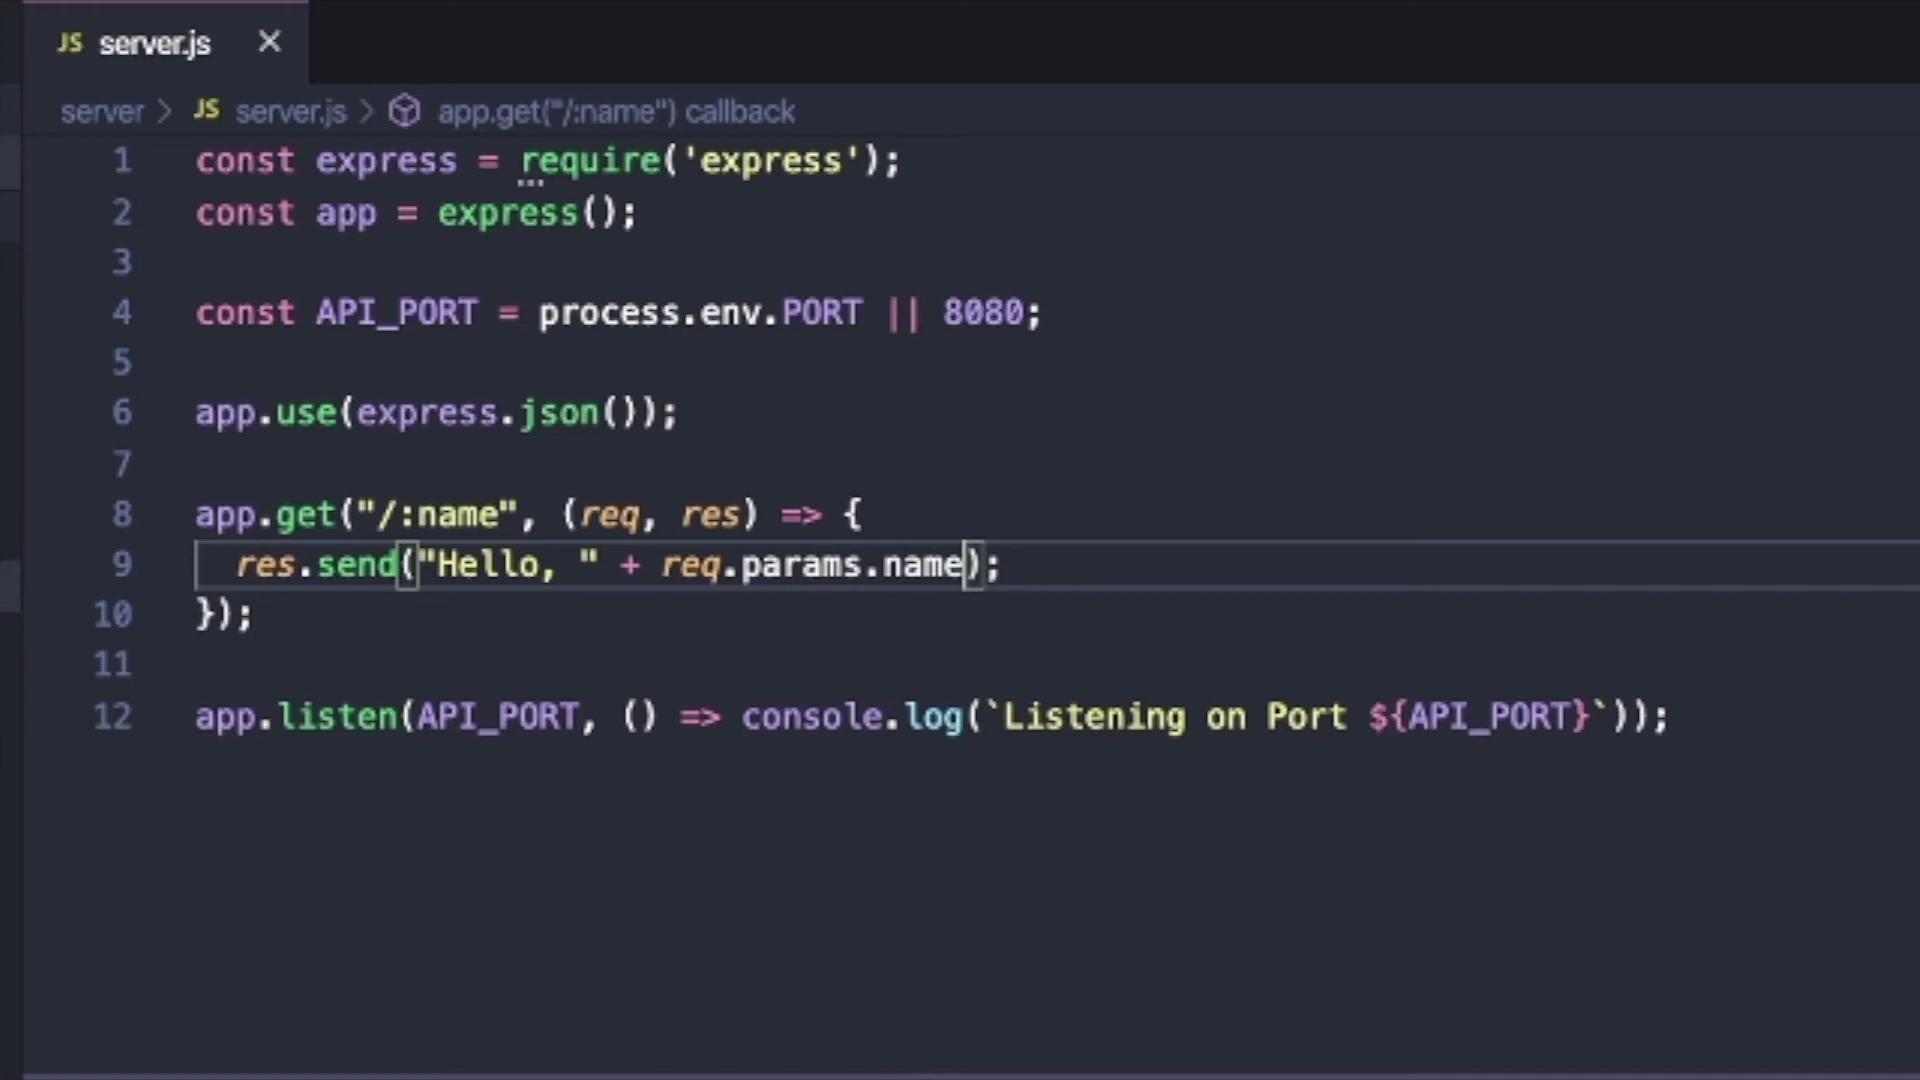 JS server.js ×
server > JS server.js > app.get("/:name") callback
1 const express = require('express');
2 const app = express();
3
4 const API_PORT = process.env.PORT || 8080;
5
6 app.use(express.json());
7
8 app.get("/:name", (req, res) => {
9 res.send("Hello, " + req.params.name);
10 });
11
12 app.listen(API_PORT, () => console.log(`Listening on Port ${API_PORT}`));